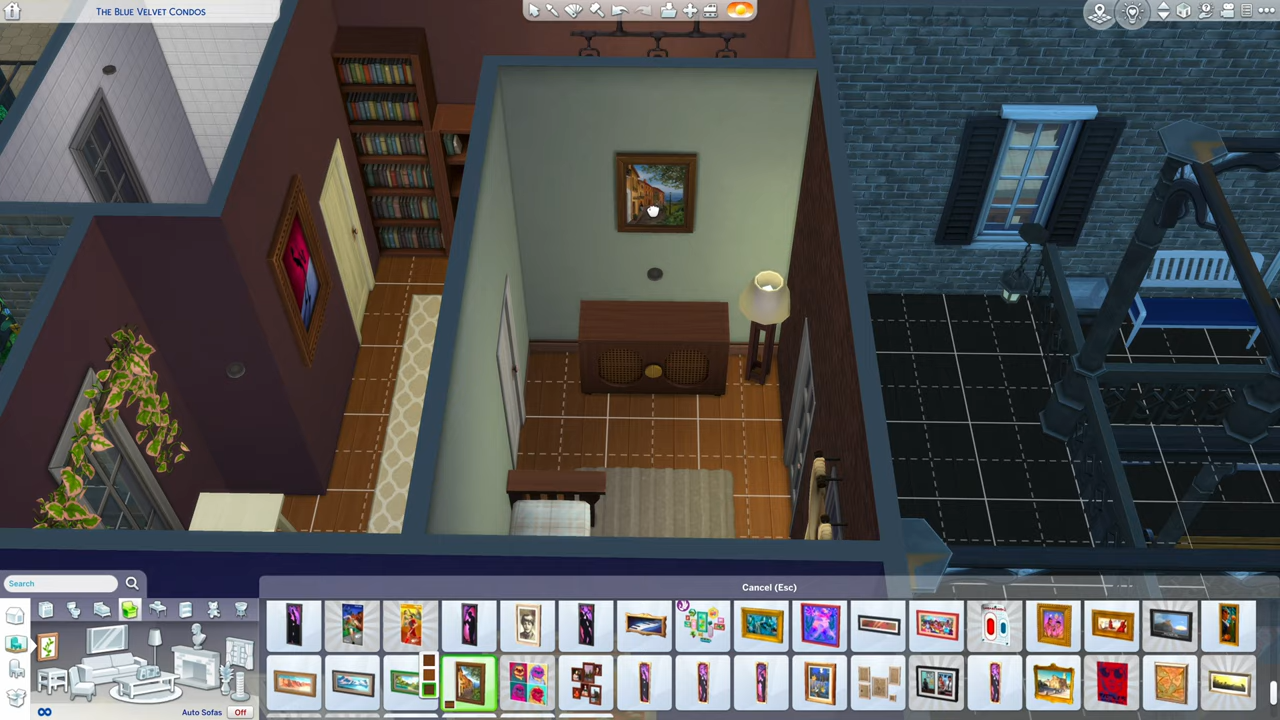 THE BLUE VELVET CONDOS
Search
Cancel (Esc)
Auto Sofas
Off